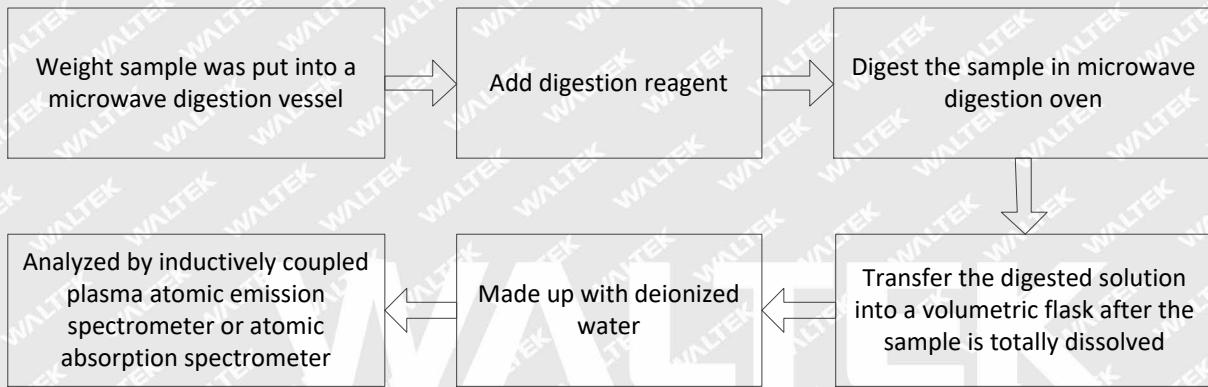 Weight sample was put into a
microwave digestion vessel
Add digestion reagent
Digest the sample in microwave
digestion oven
Transfer the digested solution
into a volumetric flask after the
sample is totally dissolved
Made up with deionized
water
Analyzed by inductively coupled
plasma atomic emission
spectrometer or atomic
absorption spectrometer
WALTEK